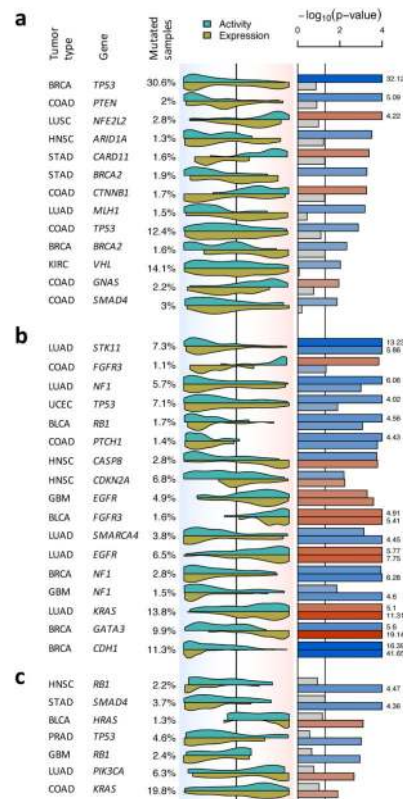 a
Tumor type
Gene
Mutated samples
Activity
Expression
−log10(p-value)
0 1 2 3 4
BRCA TP53 30.6% 32.12
COAD PTEN 2% 5.09
LUSC NFE2L2 2.8% 4.22
HNSC ARID1A 1.3%
STAD CARD11 1.6%
STAD BRCA2 1.9%
COAD CTNNB1 1.7%
LUAD MLH1 1.5%
COAD TP53 12.4%
BRCA BRCA2 1.6%
KIRC VHL 14.1%
COAD GNAS 2.2%
COAD SMAD4 3%
b
LUAD STK11 7.3% 13.23
5.86
COAD FGFR3 1.1%
LUAD NF1 5.7% 6.06
UCEC TP53 7.1% 4.02
BLCA RB1 1.7% 4.56
COAD PTCH1 1.4% 4.43
HNSC CASP8 2.8%
HNSC CDKN2A 6.8%
GBM EGFR 4.9%
BLCA FGFR3 1.6% 4.91
5.41
LUAD SMARCA4 3.8%
4.45
LUAD EGFR 6.5% 5.77
7.75
BRCA NF1 2.8%
6.28
GBM NF1 1.5%
4.6
LUAD KRAS 13.8% 5.1
11.31
BRCA GATA3 9.9% 5.6
19.14
BRCA CDH1 11.3%
41.65
c
HNSC RB1 2.2%
4.47
STAD SMAD4 3.7%
4.36
BLCA HRAS 1.3%
PRAD TP53 4.6%
GBM RB1 2.4%
LUAD PIK3CA 6.3%
COAD KRAS 19.8%
0 1 2 3 4